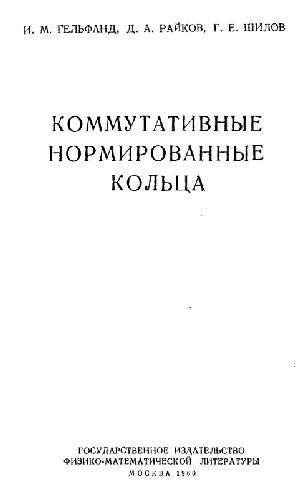 И. М. ГЕЛЬФАНД, Д. А. РАЙКОВ, Г. Е. ШИЛОВ
КОММУТАТИВНЫЕ
НОРМИРОВАННЫЕ
КОЛЬЦА
ГОСУДАРСТВЕННОЕ ИЗДАТЕЛЬСТВО
ФИЗИКО-МАТЕМАТИЧЕСКОЙ ЛИТЕРАТУРЫ
МОСКВА 1960